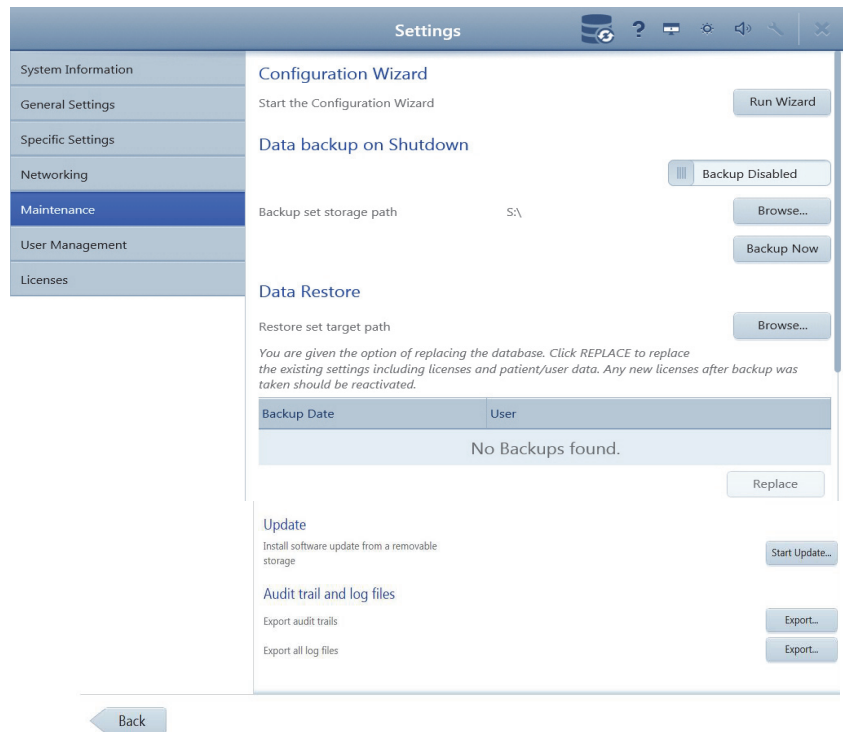 Settings
?
System Information
General Settings
Specific Settings
Networking
Maintenance
User Management
Licenses
Configuration Wizard
Start the Configuration Wizard
Run Wizard
Data backup on Shutdown
Backup Disabled
Backup set storage path
S:\
Browse...
Backup Now
Data Restore
Restore set target path
Browse...
You are given the option of replacing the database. Click REPLACE to replace
the existing settings including licenses and patient/user data. Any new licenses after backup was
taken should be reactivated.
Backup Date
User
No Backups found.
Replace
Update
Install software update from a removable
storage
Start Update...
Audit trail and log files
Export audit trails
Export...
Export all log files
Export...
Back